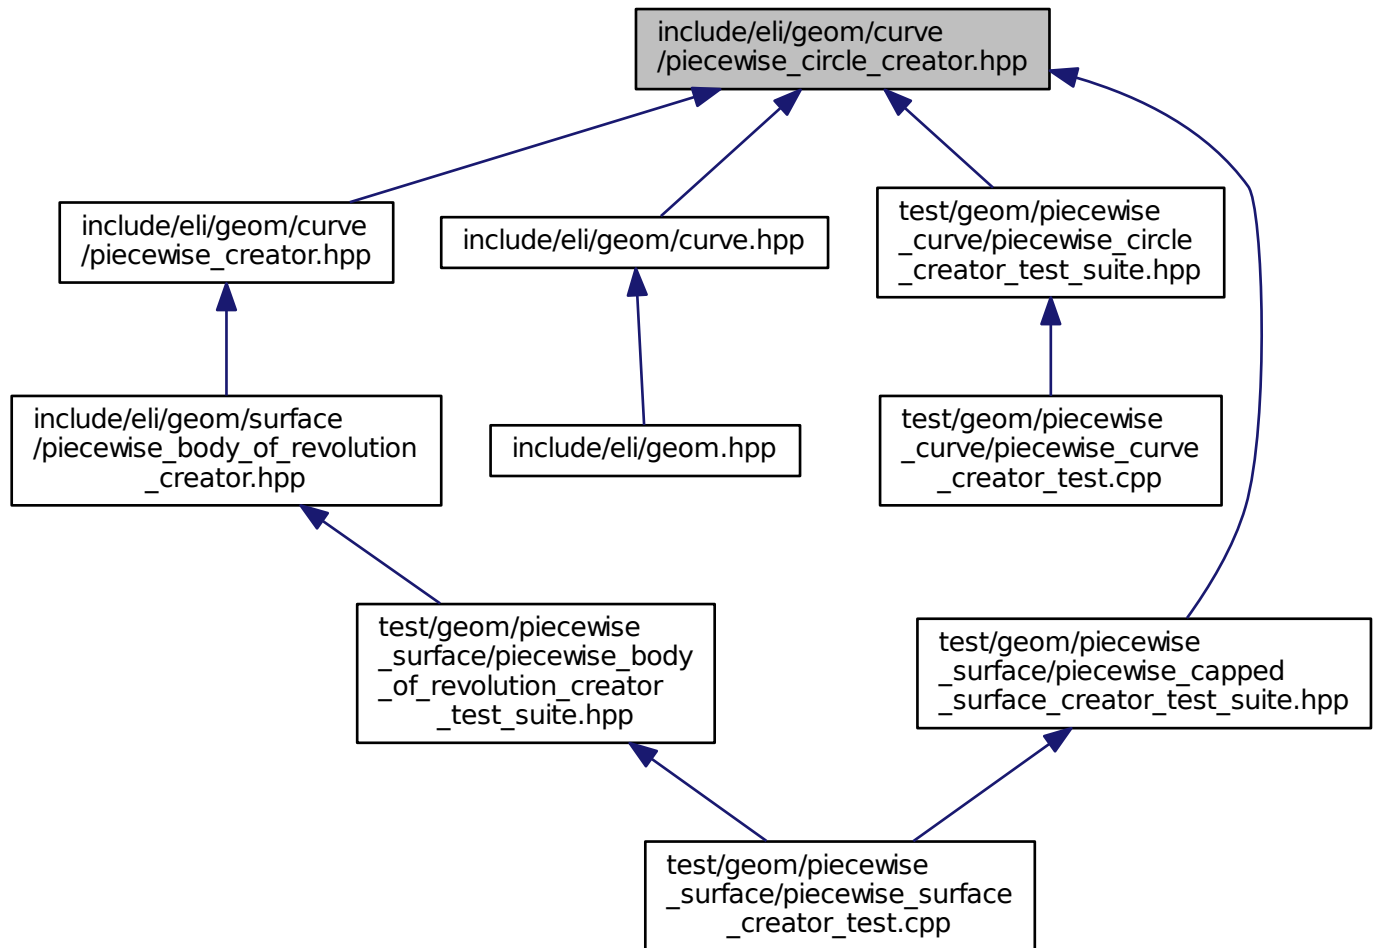 include/eli/geom/curve
/piecewise_circle_creator.hpp
include/eli/geom/curve
/piecewise_creator.hpp
include/eli/geom/curve.hpp
test/geom/piecewise
_curve/piecewise_circle
_creator_test_suite.hpp
include/eli/geom/surface
/piecewise_body_of_revolution
_creator.hpp
include/eli/geom.hpp
test/geom/piecewise
_curve/piecewise_curve
_creator_test.cpp
test/geom/piecewise
_surface/piecewise_body
_of_revolution_creator
_test_suite.hpp
test/geom/piecewise
_surface/piecewise_capped
_surface_creator_test_suite.hpp
test/geom/piecewise
_surface/piecewise_surface
_creator_test.cpp